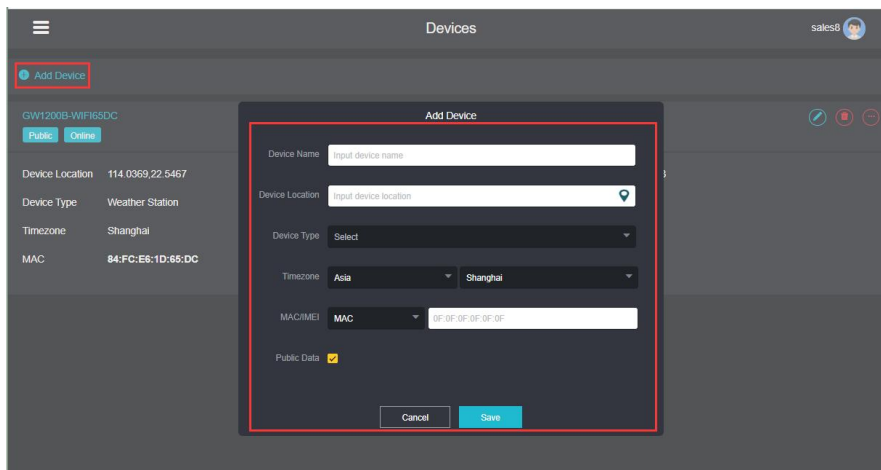 Devices
sales8
Add Device
GW1200B-WIFI65DC
Public Online
Device Location 114.0369,22.5467
Device Type Weather Station
Timezone Shanghai
MAC 84:FC:E6:1D:65:DC
Add Device
Device Name Input device name
Device Location Input device location
Device Type Select
Timezone Asia Shanghai
MAC/IMEI MAC 0F:0F:0F:0F:0F:0F
Public Data
Cancel Save